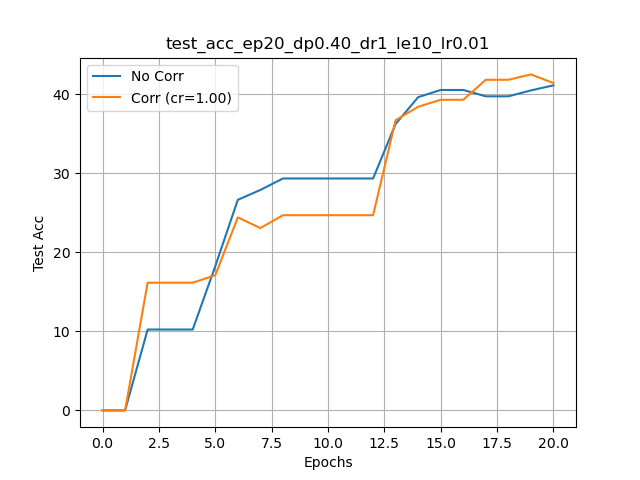 test_acc_ep20_dp0.40_dr1_le10_lr0.01
No Corr
Corr (cr=1.00)
Test Acc
40
30
20
10
0
0.0 2.5 5.0 7.5 10.0 12.5 15.0 17.5 20.0
Epochs